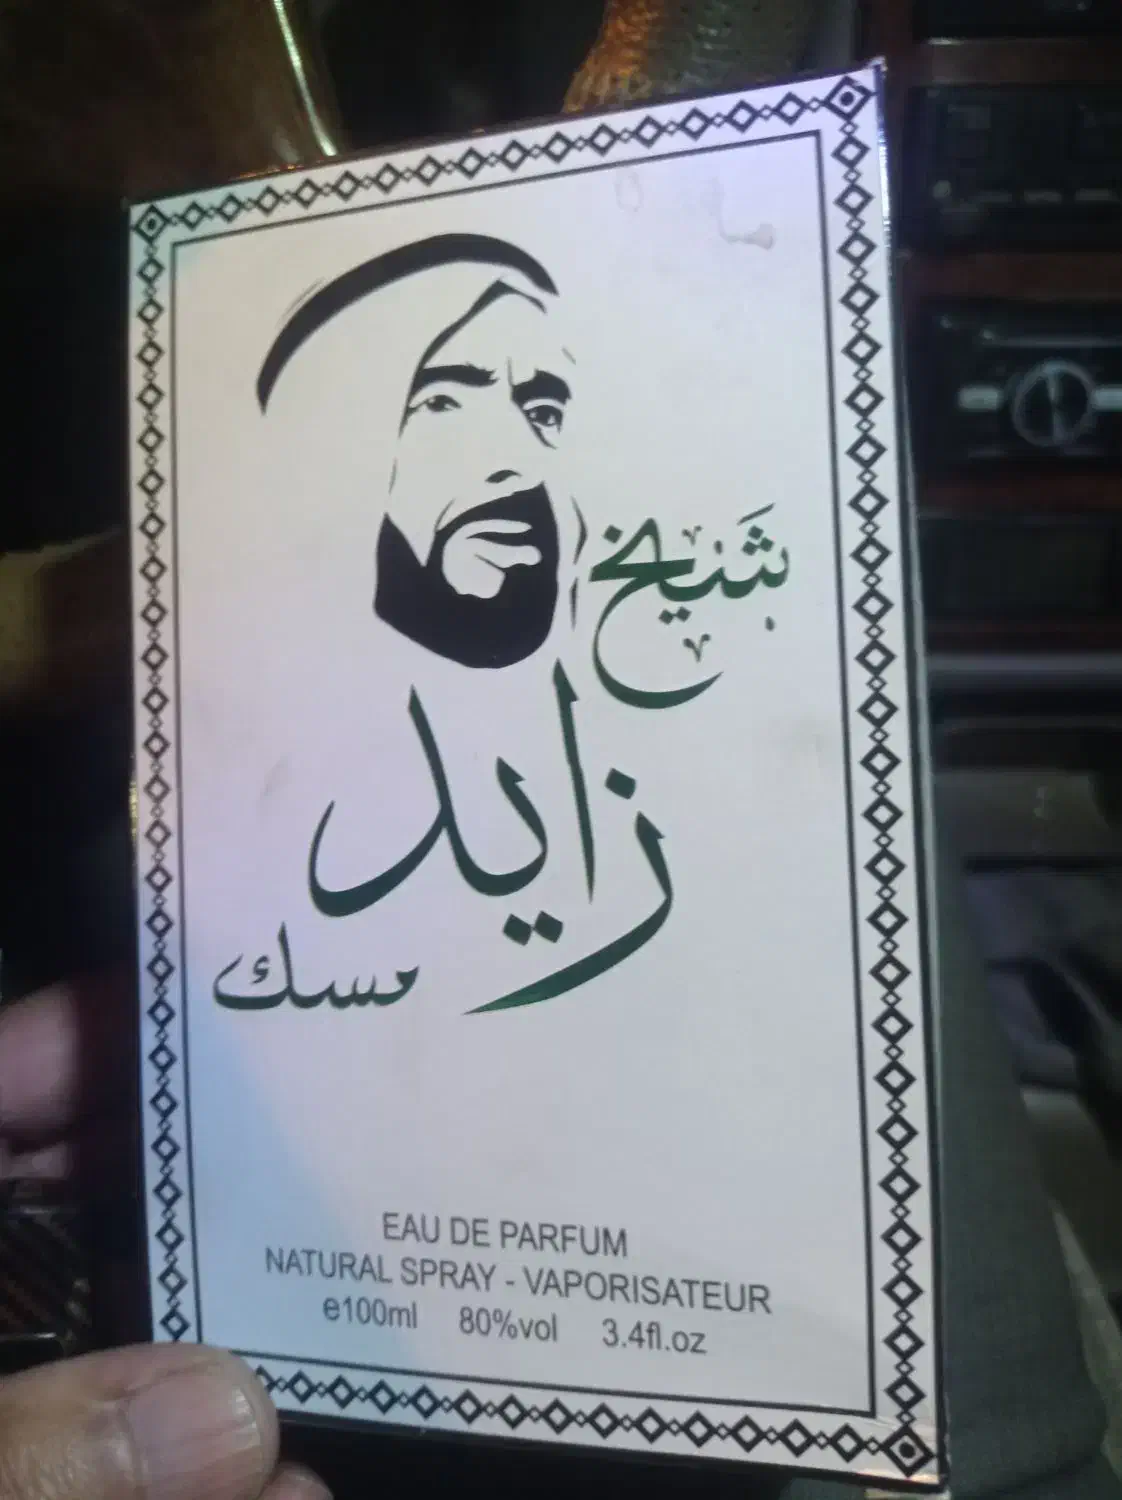 شيخ
زايد
مسك
EAU DE PARFUM
NATURAL SPRAY - VAPORISATEUR
e100ml 80%vol 3.4fl.oz